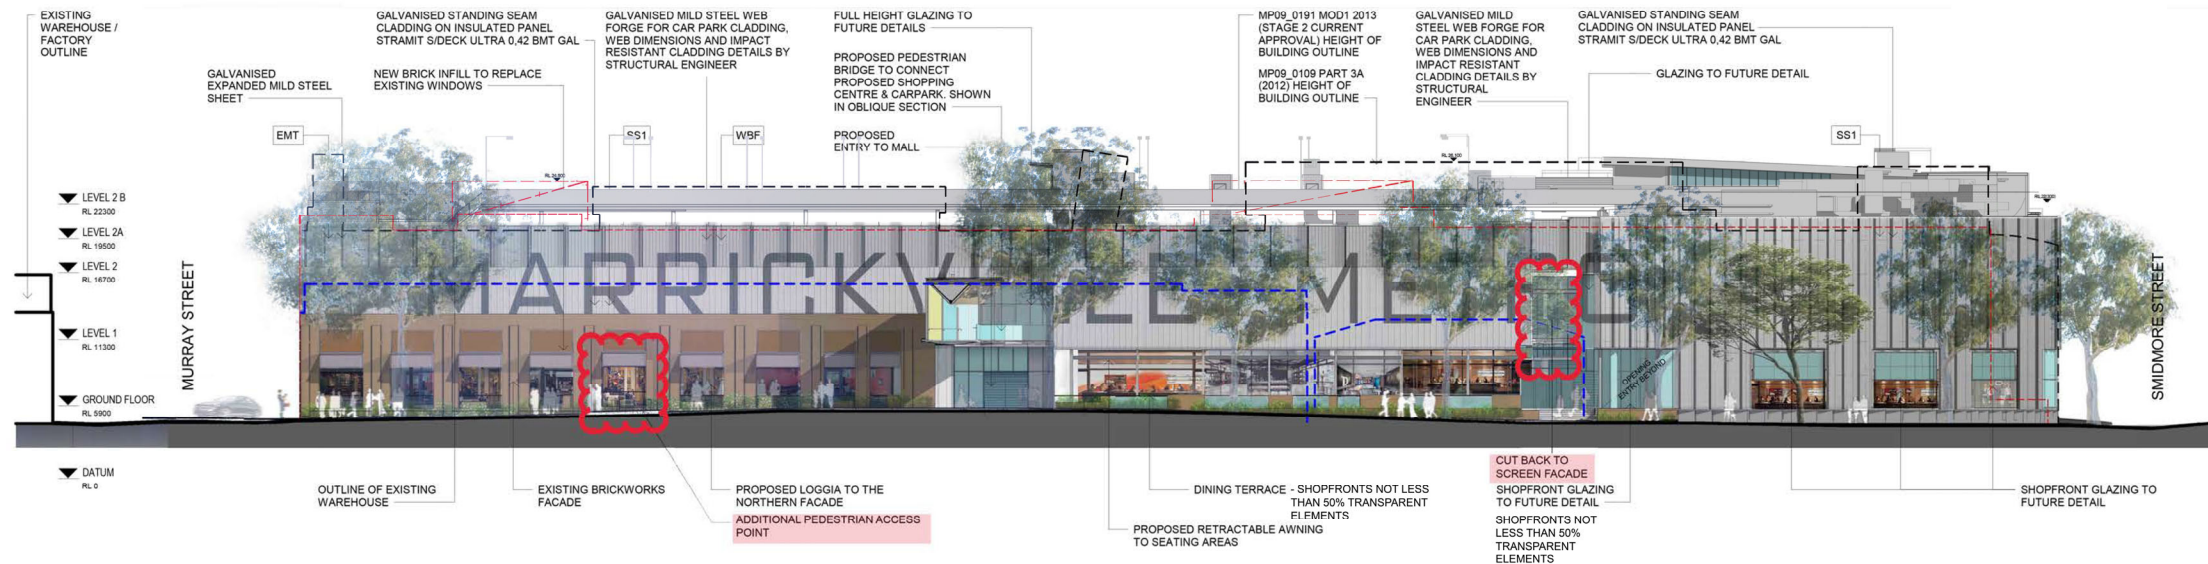 EXISTING
WAREHOUSE /
FACTORY
OUTLINE
GALVANISED STANDING SEAM
CLADDING ON INSULATED PANEL
STRAMIT S/DECK ULTRA 0,42 BMT GAL
GALVANISED MILD STEEL WEB
FORGE FOR CAR PARK CLADDING,
WEB DIMENSIONS AND IMPACT
RESISTANT CLADDING DETAILS BY
STRUCTURAL ENGINEER
FULL HEIGHT GLAZING TO
FUTURE DETAILS
MP09_0191 MOD1 2013
(STAGE 2 CURRENT
APPROVAL) HEIGHT OF
BUILDING OUTLINE
GALVANISED MILD
STEEL WEB FORGE FOR
CAR PARK CLADDING,
WEB DIMENSIONS AND
IMPACT RESISTANT
CLADDING DETAILS BY
STRUCTURAL
ENGINEER
GALVANISED STANDING SEAM
CLADDING ON INSULATED PANEL
STRAMIT S/DECK ULTRA 0,42 BMT GAL
GALVANISED
EXPANDED MILD STEEL
SHEET
NEW BRICK INFILL TO REPLACE
EXISTING WINDOWS
PROPOSED PEDESTRIAN
BRIDGE TO CONNECT
PROPOSED SHOPPING
CENTRE & CARPARK. SHOWN
IN OBLIQUE SECTION
MP09_0109 PART 3A
(2012) HEIGHT OF
BUILDING OUTLINE
GLAZING TO FUTURE DETAIL
PROPOSED
ENTRY TO MALL
EMT
SS1
WBF
SS1
LEVEL 2 B
RL 22300
LEVEL 2A
RL 19500
LEVEL 2
RL 16700
LEVEL 1
RL 11300
GROUND FLOOR
RL 5900
DATUM
RL 0
MURRAY STREET
MARRICKVILLE ME
OPENING
ENTRY BEYOND
SMIDMORE STREET
OUTLINE OF EXISTING
WAREHOUSE
EXISTING BRICKWORKS
FACADE
PROPOSED LOGGIA TO THE
NORTHERN FACADE
ADDITIONAL PEDESTRIAN ACCESS
POINT
DINING TERRACE - SHOPFRONTS NOT LESS
THAN 50% TRANSPARENT
ELEMENTS
PROPOSED RETRACTABLE AWNING
TO SEATING AREAS
CUT BACK TO
SCREEN FACADE
SHOPFRONT GLAZING
TO FUTURE DETAIL
SHOPFRONTS NOT
LESS THAN 50%
TRANSPARENT
ELEMENTS
SHOPFRONT GLAZING TO
FUTURE DETAIL